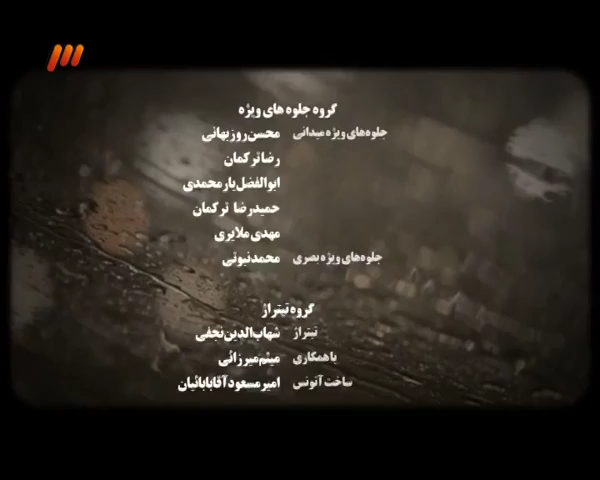 گروه جلوه های ویژه
جلوه‌های ویژه میدانی محسن روزبهانی
رضا ترکمان
ابوالفضل یارمحمدی
حمیدرضا ترکمان
مهدی ملایری
جلوه‌های ویژه بصری محمد نبوتی
گروه تیتراژ
تیتراژ شهاب‌الدین نجفی
با همکاری میثم میرزائی
ساخت آنونس امیرمسعود آقابابائیان